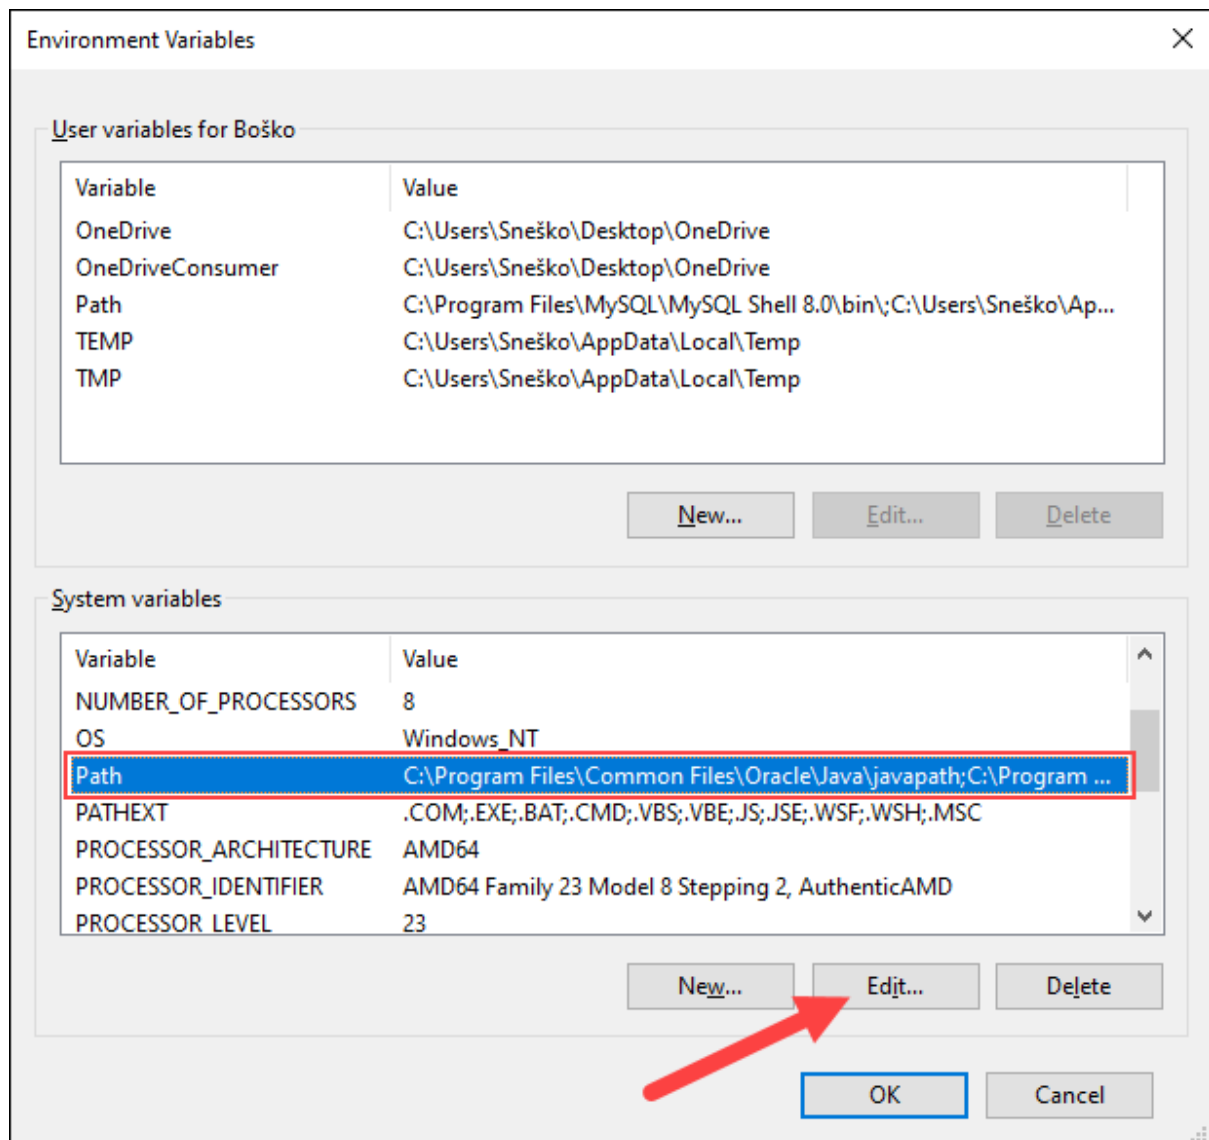 Environment Variables
User variables for Boško
Variable Value
OneDrive C:\Users\Sneško\Desktop\OneDrive
OneDriveConsumer C:\Users\Sneško\Desktop\OneDrive
Path C:\Program Files\MySQL\MySQL Shell 8.0\bin\;C:\Users\Sneško\Ap...
TEMP C:\Users\Sneško\AppData\Local\Temp
TMP C:\Users\Sneško\AppData\Local\Temp
New... Edit... Delete
System variables
Variable Value
NUMBER_OF_PROCESSORS 8
OS Windows_NT
Path C:\Program Files\Common Files\Oracle\Java\javapath;C:\Program ...
PATHEXT .COM;.EXE;.BAT;.CMD;.VBS;.VBE;.JS;.JSE;.WSF;.WSH;.MSC
PROCESSOR_ARCHITECTURE AMD64
PROCESSOR_IDENTIFIER AMD64 Family 23 Model 8 Stepping 2, AuthenticAMD
PROCESSOR_LEVEL 23
New... Edit... Delete
OK Cancel